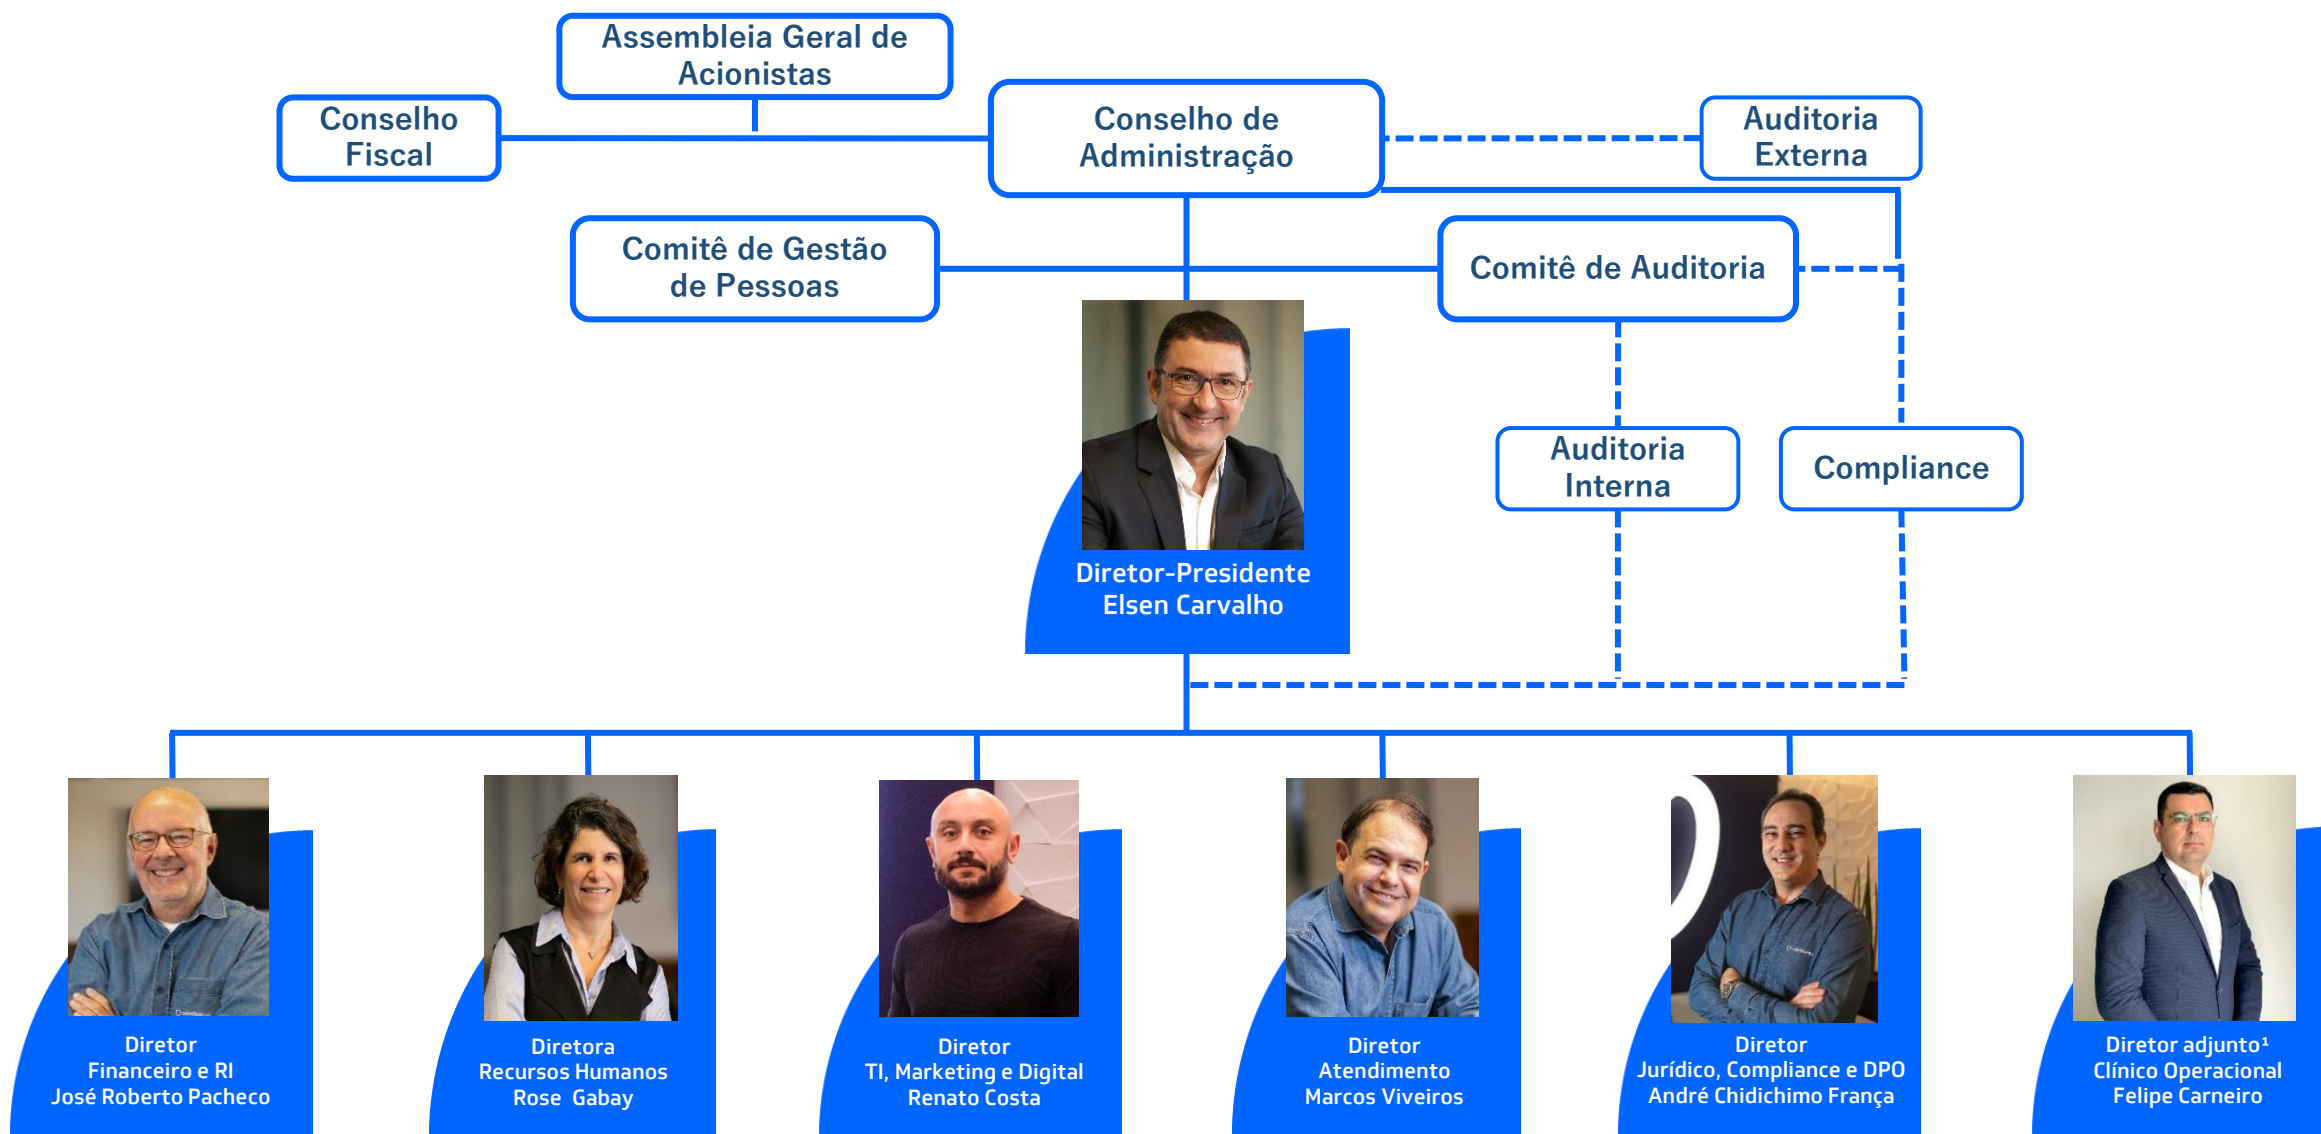 Assembleia Geral de
Acionistas
Conselho
Fiscal
Conselho de
Administração
Auditoria
Externa
Comitê de Gestão
de Pessoas
Comitê de Auditoria
Auditoria
Interna
Compliance
Diretor-Presidente
Elsen Carvalho
Diretor
Financeiro e RI
José Roberto Pacheco
Diretora
Recursos Humanos
Rose Gabay
Diretor
TI, Marketing e Digital
Renato Costa
Diretor
Atendimento
Marcos Viveiros
Diretor
Jurídico, Compliance e DPO
André Chidichimo França
Diretor adjunto¹
Clínico Operacional
Felipe Carneiro